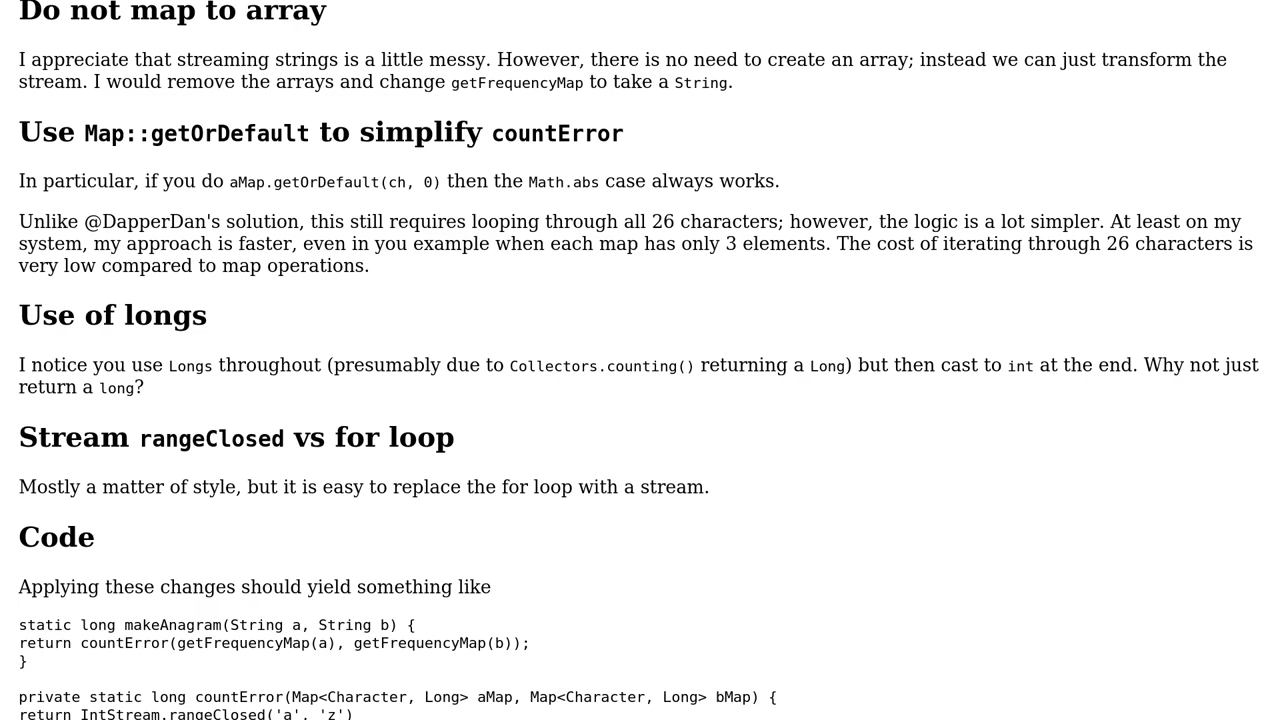 Do not map to array
I appreciate that streaming strings is a little messy. However, there is no need to create an array; instead we can just transform the
stream. I would remove the arrays and change getFrequencyMap to take a String.
Use Map::getOrDefault to simplify countError
In particular, if you do aMap.getOrDefault(ch, 0) then the Math.abs case always works.
Unlike @DapperDan's solution, this still requires looping through all 26 characters; however, the logic is a lot simpler. At least on my
system, my approach is faster, even in you example when each map has only 3 elements. The cost of iterating through 26 characters is
very low compared to map operations.
Use of longs
I notice you use Longs throughout (presumably due to Collectors.counting() returning a Long) but then cast to int at the end. Why not just
return a long?
Stream rangeClosed vs for loop
Mostly a matter of style, but it is easy to replace the for loop with a stream.
Code
Applying these changes should yield something like
static long makeAnagram(String a, String b) {
return countError(getFrequencyMap(a), getFrequencyMap(b));
}
private static long countError(Map<Character, Long> aMap, Map<Character, Long> bMap) {
return IntStream.rangeClosed('a', 'z')